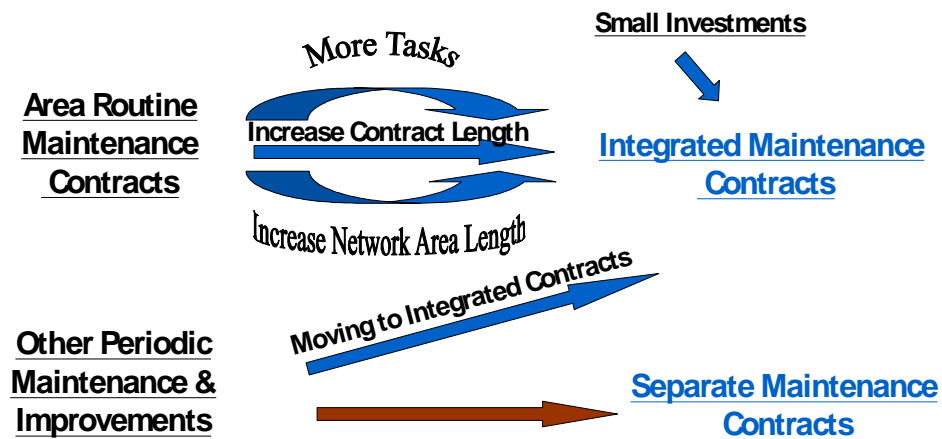 Small Investments
More Tasks
Area Routine
Maintenance
Contracts
Increase Contract Length
Integrated Maintenance
Contracts
Increase Network Area Length
Moving to Integrated Contracts
Other Periodic
Maintenance &
Improvements
Separate Maintenance
Contracts